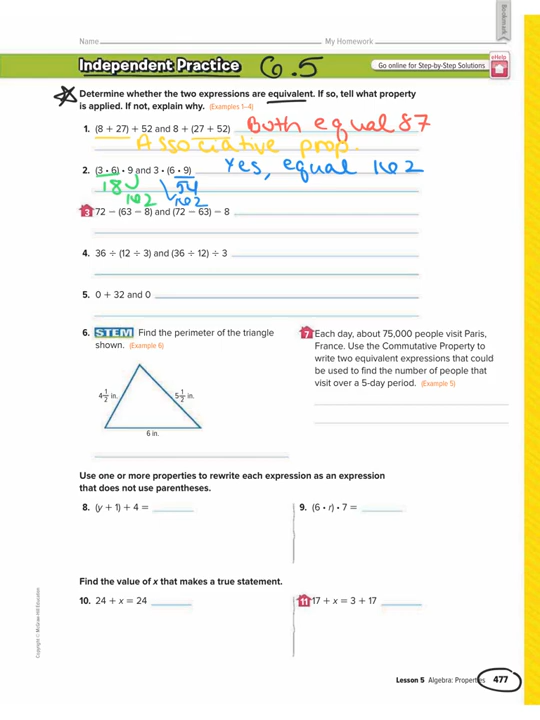 Bookmark
Name
My Homework
Independent Practice
6.5
Go online for Step-by-Step Solutions
eHelp
Determine whether the two expressions are equivalent. If so, tell what property
is applied. If not, explain why. (Examples 1–4)
1. (8 + 27) + 52 and 8 + (27 + 52) Both equal 87
Associative prop.
2. (3 • 6) • 9 and 3 • (6 • 9) Yes, equal 162
18 54
162 162
3 72 − (63 − 8) and (72 − 63) − 8
4. 36 ÷ (12 ÷ 3) and (36 ÷ 12) ÷ 3
5. 0 + 32 and 0
6. STEM Find the perimeter of the triangle
shown. (Example 6)
4 1/2 in.
5 1/2 in.
6 in.
7 Each day, about 75,000 people visit Paris,
France. Use the Commutative Property to
write two equivalent expressions that could
be used to find the number of people that
visit over a 5-day period. (Example 5)
Use one or more properties to rewrite each expression as an expression
that does not use parentheses.
8. (y + 1) + 4 =
9. (6 • r) • 7 =
Find the value of x that makes a true statement.
10. 24 + x = 24
11 17 + x = 3 + 17
Copyright © McGraw-Hill Education
Lesson 5 Algebra: Properties 477